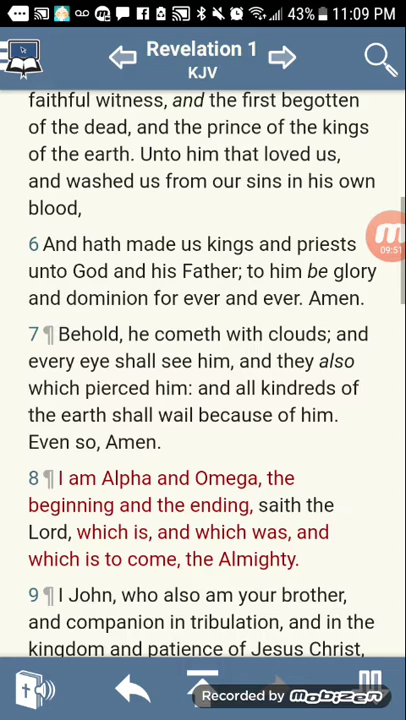 43% 11:09 PM
Revelation 1
KJV
faithful witness, and the first begotten
of the dead, and the prince of the kings
of the earth. Unto him that loved us,
and washed us from our sins in his own
blood,
09:51
6 And hath made us kings and priests
unto God and his Father; to him be glory
and dominion for ever and ever. Amen.
7 ¶ Behold, he cometh with clouds; and
every eye shall see him, and they also
which pierced him: and all kindreds of
the earth shall wail because of him.
Even so, Amen.
8 ¶ I am Alpha and Omega, the
beginning and the ending, saith the
Lord, which is, and which was, and
which is to come, the Almighty.
9 ¶ I John, who also am your brother,
and companion in tribulation, and in the
kingdom and patience of Jesus Christ,
Recorded by mobizen